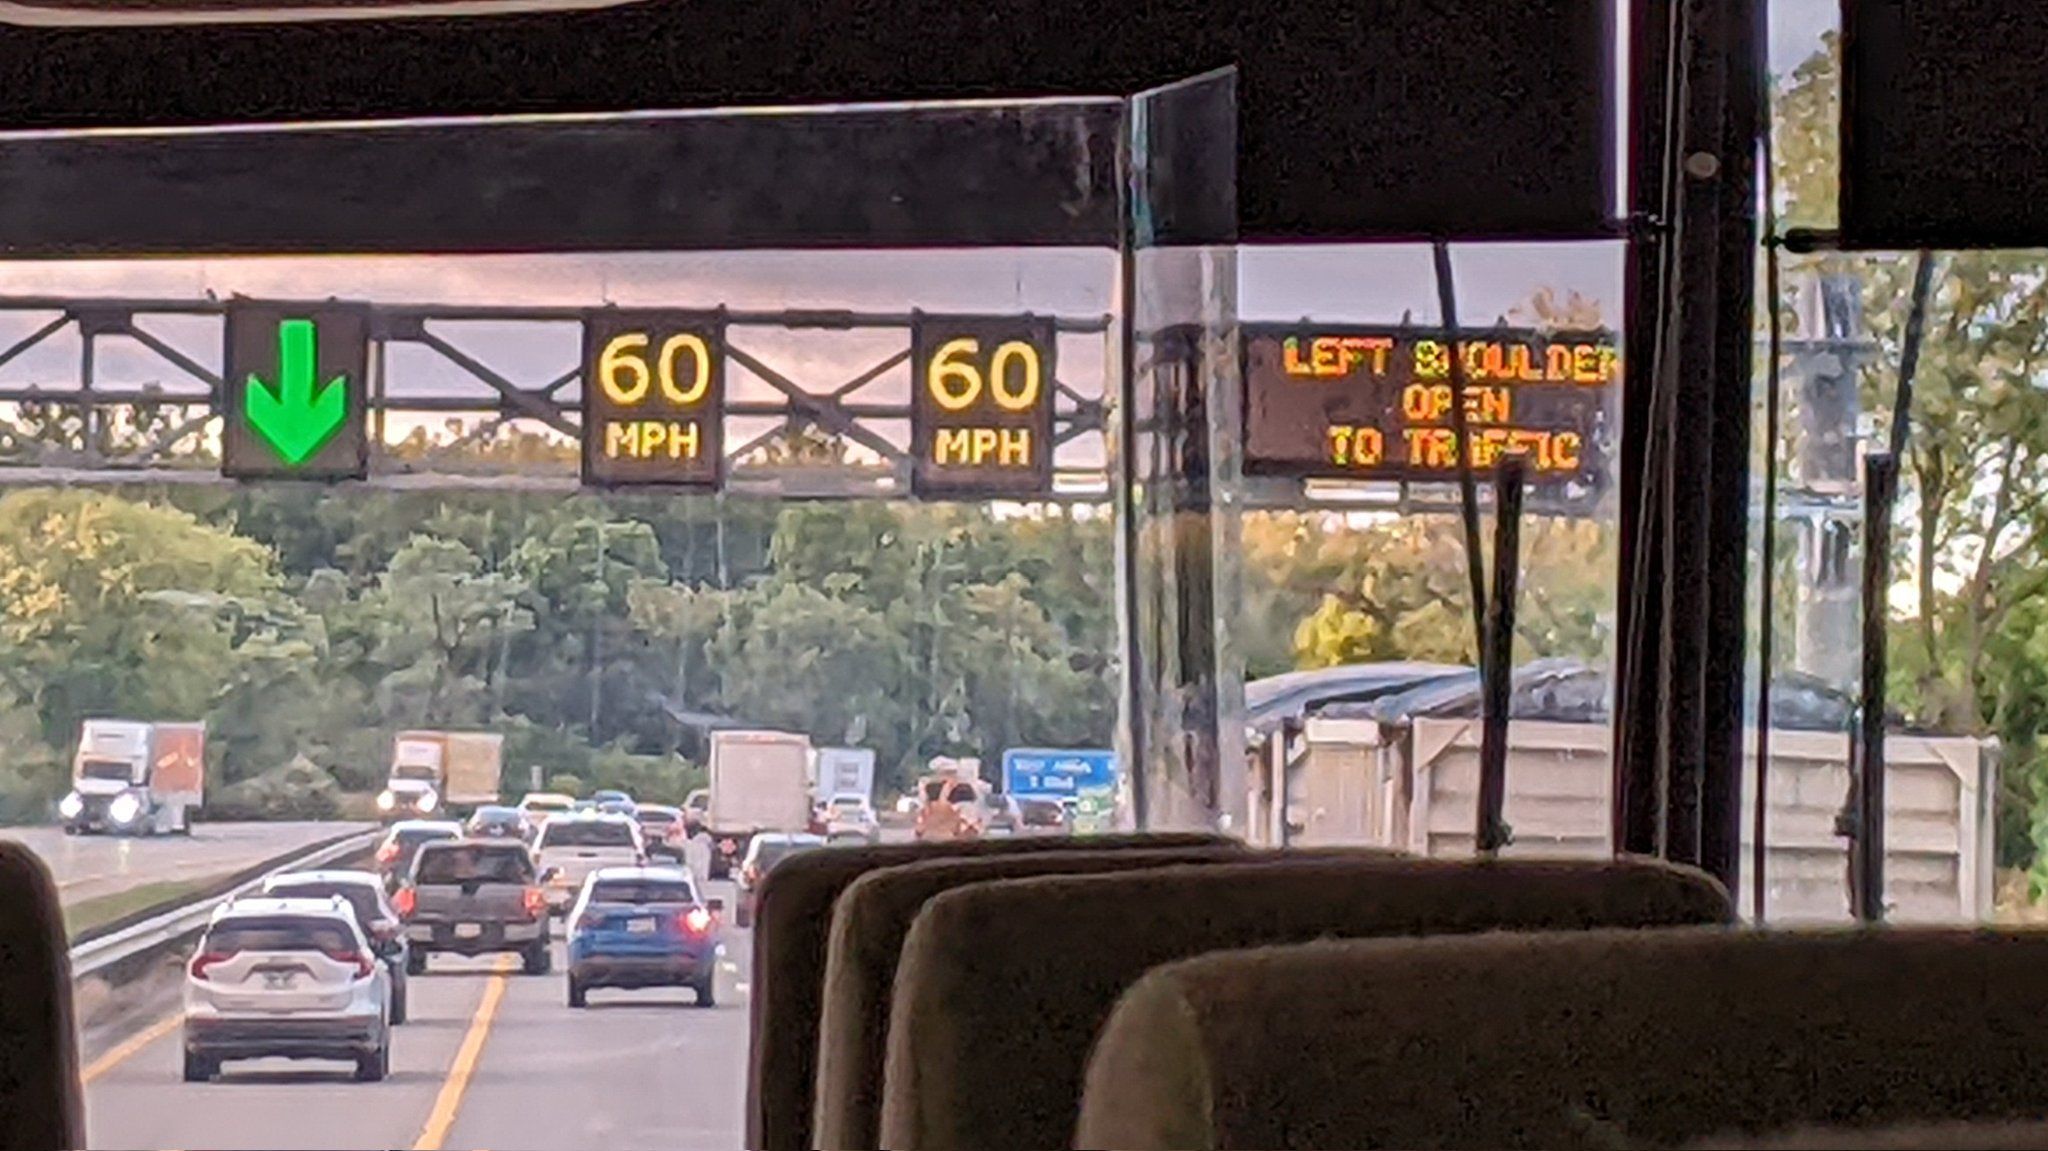 60
MPH
60
MPH
LEFT SHOULDER
OPEN
TO TRAFFIC